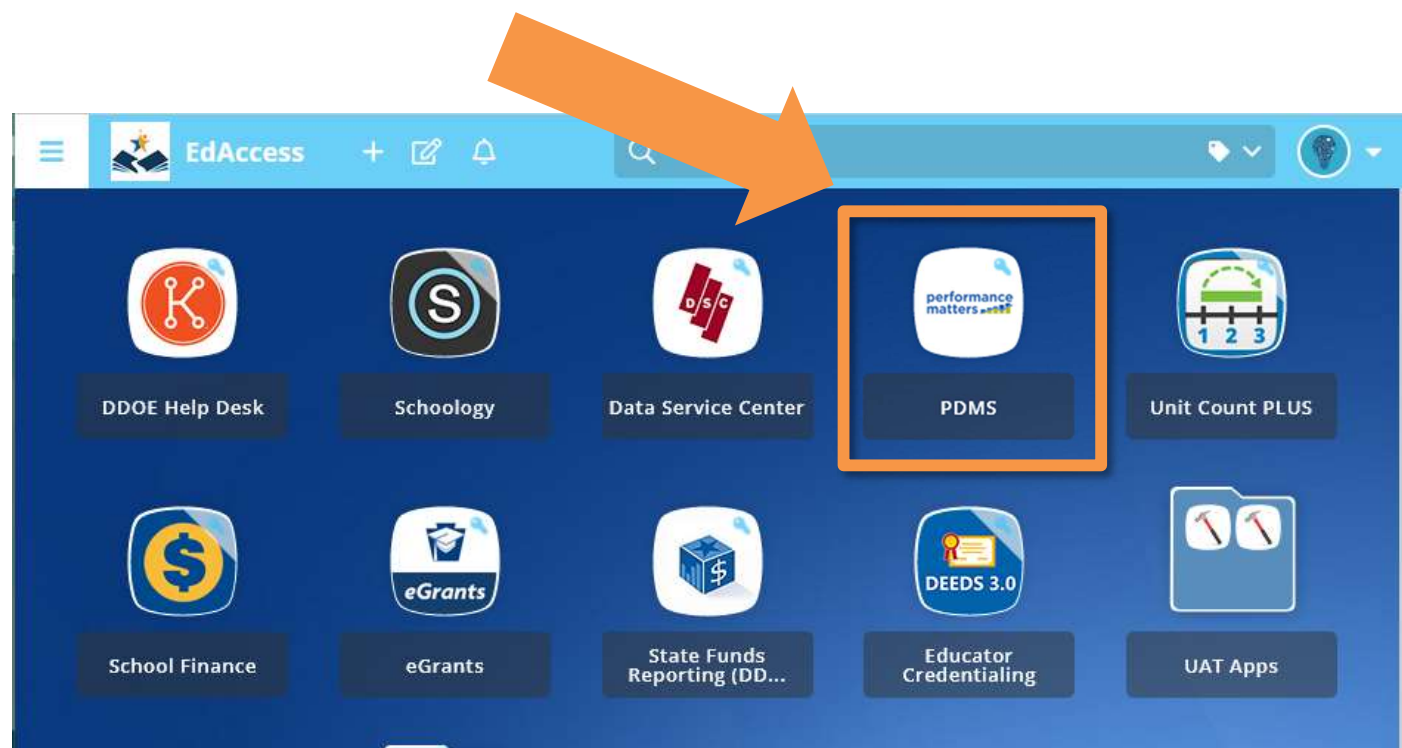 EdAccess
K
S
D/S/C
performance
matters
1 2 3
DDOE Help Desk
Schoology
Data Service Center
PDMS
Unit Count PLUS
$
eGrants
$
DEEDS 3.0
School Finance
eGrants
State Funds
Reporting (DD...
Educator
Credentialing
UAT Apps